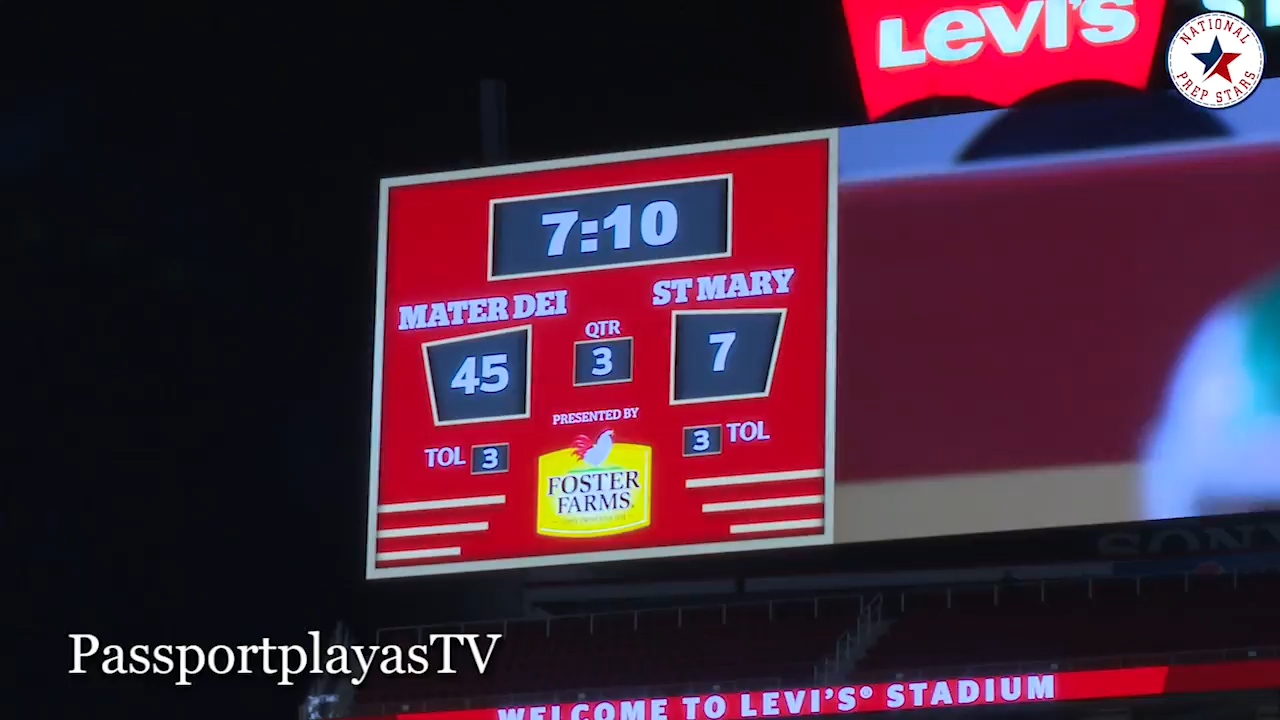 LEVI'S
NATIONAL
PREP STARS
7:10
MATER DEI
ST MARY
QTR
45
3
7
PRESENTED BY
TOL 3
3 TOL
FOSTER
FARMS
SONY
PassportplayasTV
WELCOME TO LEVI'S® STADIUM